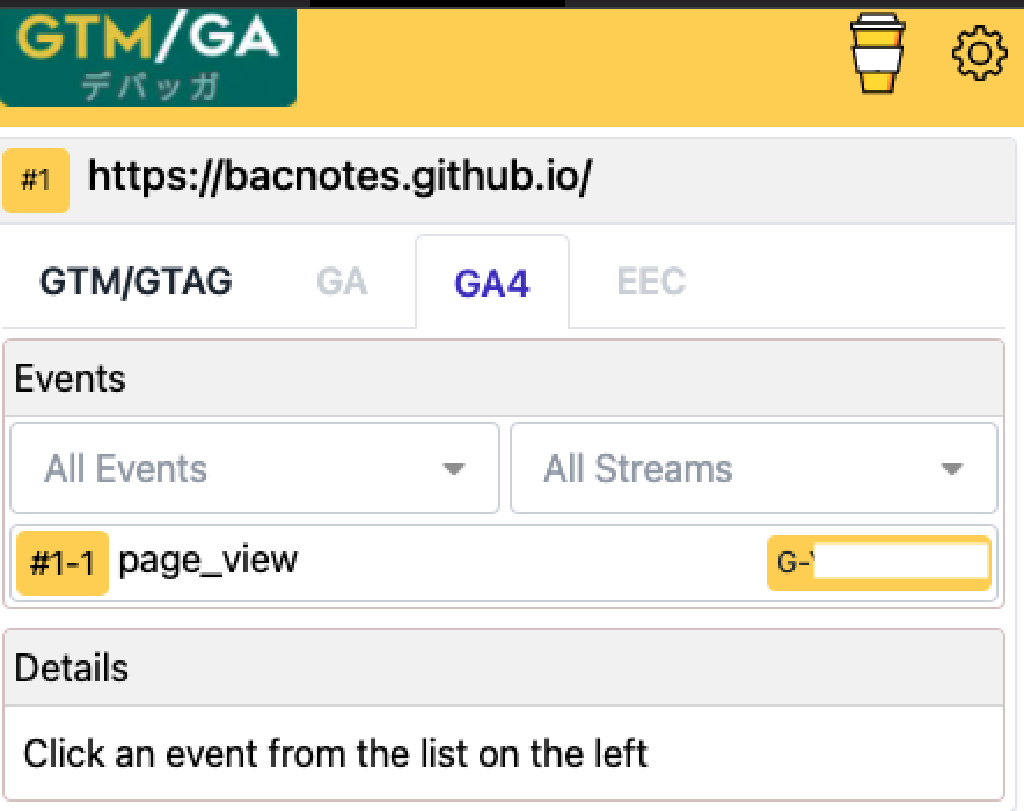 GTM/GA
デバッガ
#1 https://bacnotes.github.io/
GTM/GTAG GA GA4 EEC
Events
All Events All Streams
#1-1 page_view G-
Details
Click an event from the list on the left